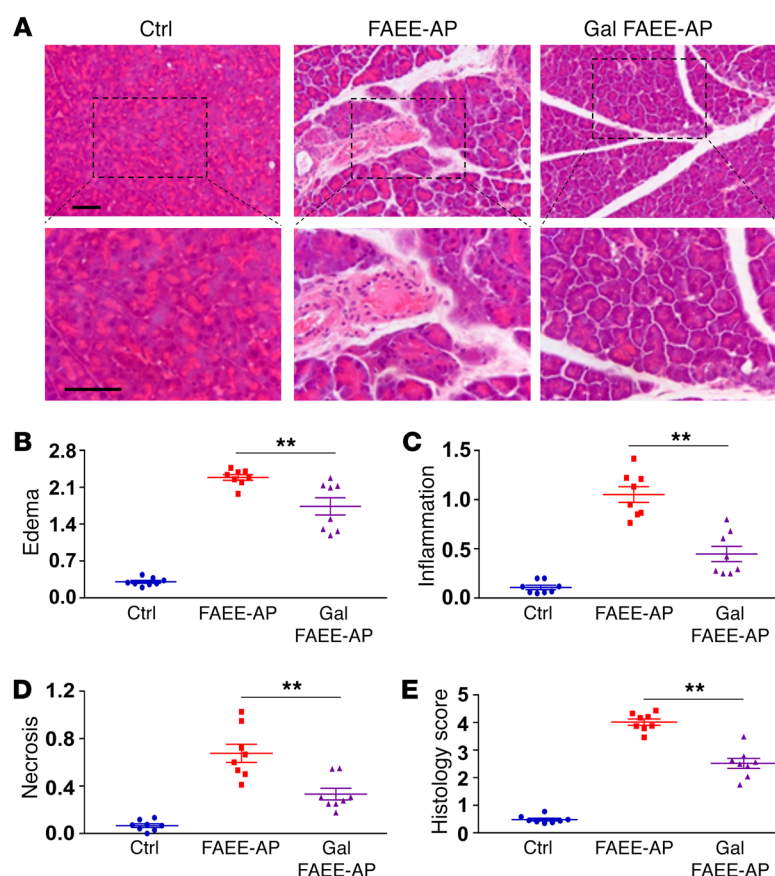 A
Ctrl
FAEE-AP
Gal FAEE-AP
B
Edema
2.8
2.1
1.4
0.7
0.0
**
Ctrl
FAEE-AP
Gal
FAEE-AP
C
Inflammation
1.5
1.0
0.5
0.0
**
Ctrl
FAEE-AP
Gal
FAEE-AP
D
Necrosis
1.2
0.8
0.4
0.0
**
Ctrl
FAEE-AP
Gal
FAEE-AP
E
Histology score
5
4
3
2
1
0
**
Ctrl
FAEE-AP
Gal
FAEE-AP